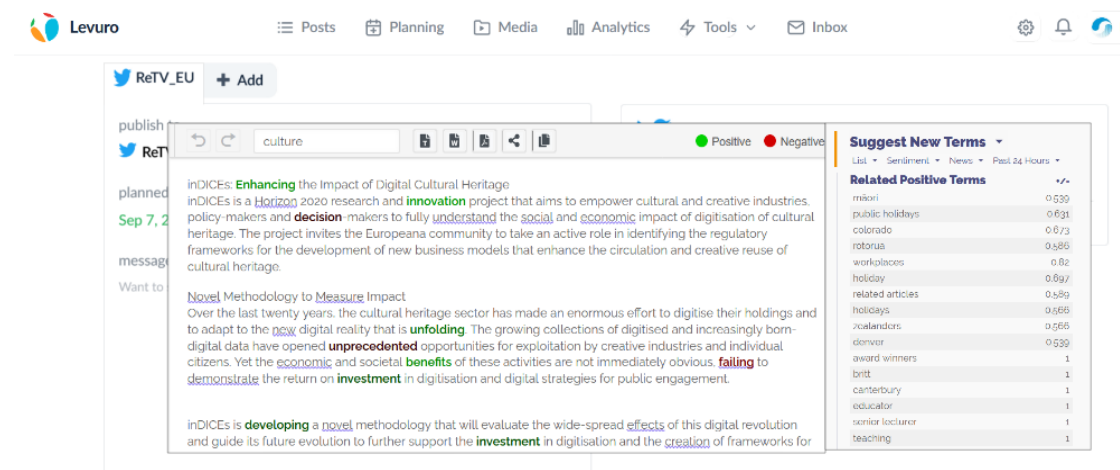 Levuro
Posts
Planning
Media
Analytics
Tools
Inbox
ReTV_EU
+ Add
publish
ReT
planned
Sep 7, 2
message
Want to
culture
Positive
Negative
inDICEs: Enhancing the Impact of Digital Cultural Heritage
inDICEs is a Horizon 2020 research and innovation project that aims to empower cultural and creative industries,
policy-makers and decision-makers to fully understand the social and economic impact of digitisation of cultural
heritage. The project invites the Europeana community to take an active role in identifying the regulatory
frameworks for the development of new business models that enhance the circulation and creative reuse of
cultural heritage.
Novel Methodology to Measure Impact
Over the last twenty years, the cultural heritage sector has made an enormous effort to digitise their holdings and
to adapt to the new digital reality that is unfolding. The growing collections of digitised and increasingly born-
digital data have opened unprecedented opportunities for exploitation by creative industries and individual
citizens. Yet the economic and societal benefits of these activities are not immediately obvious, failing to
demonstrate the return on investment in digitisation and digital strategies for public engagement.
inDICEs is developing a novel methodology that will evaluate the wide-spread effects of this digital revolution
and guide its future evolution to further support the investment in digitisation and the creation of frameworks for
Suggest New Terms
List Sentiment News Past 24 Hours
Related Positive Terms +/-
māori 0.539
public holidays 0.631
colorado 0.673
rotorua 0.586
workplaces 0.82
holiday 0.697
related articles 0.589
holidays 0.566
zealanders 0.566
denver 0.539
award winners 1
britt 1
canterbury 1
educator 1
senior lecturer 1
teaching 1